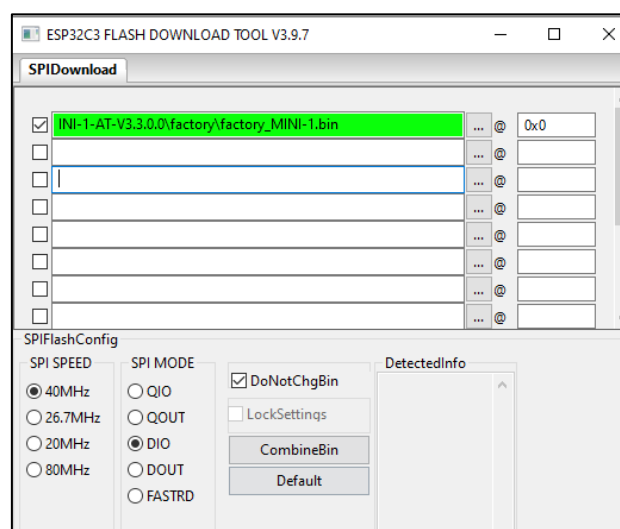 ESP32C3 FLASH DOWNLOAD TOOL V3.9.7
SPIDownload
INI-1-AT-V3.3.0.0\factory\factory_MINI-1.bin ... @ 0x0
... @
... @
... @
... @
... @
... @
... @
SPIFlashConfig
SPI SPEED SPI MODE DetectedInfo
DoNotChgBin
40MHz QIO
LockSettings
26.7MHz QOUT
20MHz DIO CombineBin
80MHz DOUT Default
FASTRD